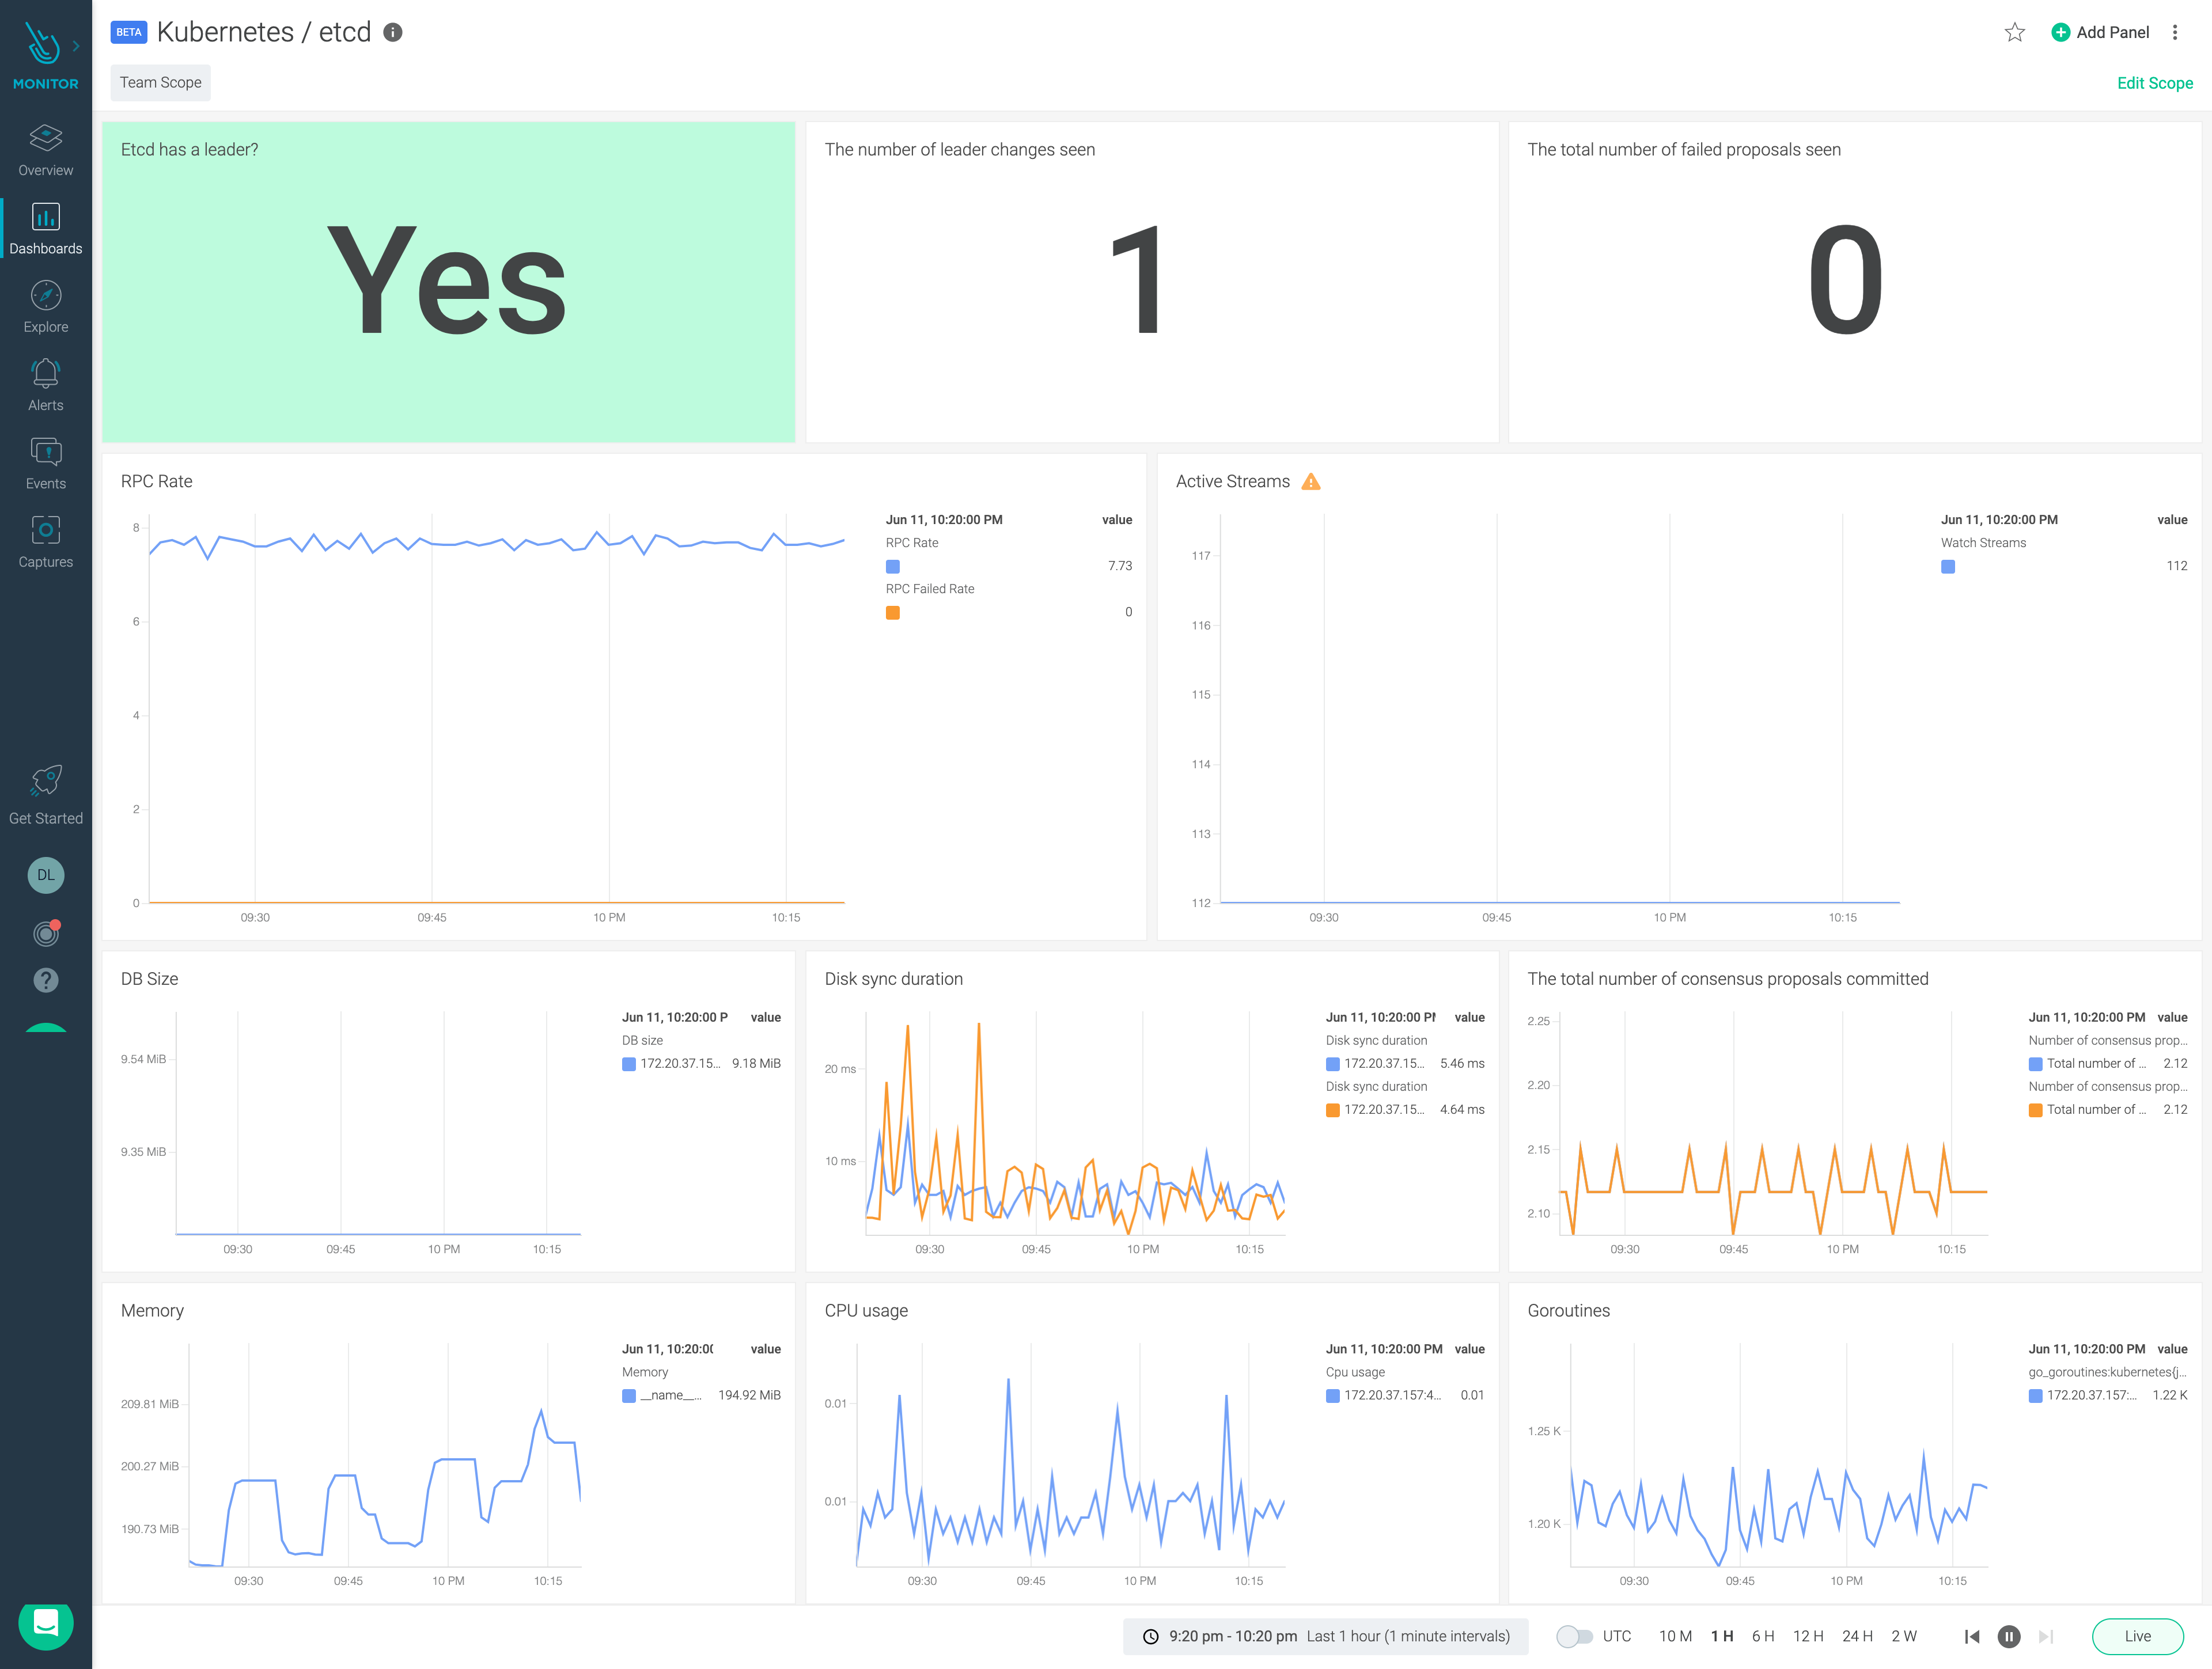 MONITOR
Overview
Dashboards
Explore
Alerts
Events
Captures
Get Started
DL
?
BETA Kubernetes / etcd i
Add Panel
Team Scope
Edit Scope
Etcd has a leader?
Yes
The number of leader changes seen
1
The total number of failed proposals seen
0
RPC Rate
8
6
4
2
0
09:30 09:45 10 PM 10:15
Jun 11, 10:20:00 PM value
RPC Rate
7.73
RPC Failed Rate
0
Active Streams
117
116
115
114
113
112
09:30 09:45 10 PM 10:15
Jun 11, 10:20:00 PM value
Watch Streams
112
DB Size
9.54 MiB
9.35 MiB
09:30 09:45 10 PM 10:15
Jun 11, 10:20:00 P value
DB size
172.20.37.15... 9.18 MiB
Disk sync duration
20 ms
10 ms
09:30 09:45 10 PM 10:15
Jun 11, 10:20:00 PM value
Disk sync duration
172.20.37.15... 5.46 ms
Disk sync duration
172.20.37.15... 4.64 ms
The total number of consensus proposals committed
2.25
2.20
2.15
2.10
09:30 09:45 10 PM 10:15
Jun 11, 10:20:00 PM value
Number of consensus prop...
Total number of ... 2.12
Number of consensus prop...
Total number of ... 2.12
Memory
209.81 MiB
200.27 MiB
190.73 MiB
09:30 09:45 10 PM 10:15
Jun 11, 10:20:00 value
Memory
__name__... 194.92 MiB
CPU usage
0.01
0.01
09:30 09:45 10 PM 10:15
Jun 11, 10:20:00 PM value
Cpu usage
172.20.37.157:4... 0.01
Goroutines
1.25 K
1.20 K
09:30 09:45 10 PM 10:15
Jun 11, 10:20:00 PM value
go_goroutines:kubernetes{j...
172.20.37.157:... 1.22 K
9:20 pm - 10:20 pm Last 1 hour (1 minute intervals)
UTC 10 M 1 H 6 H 12 H 24 H 2 W
Live